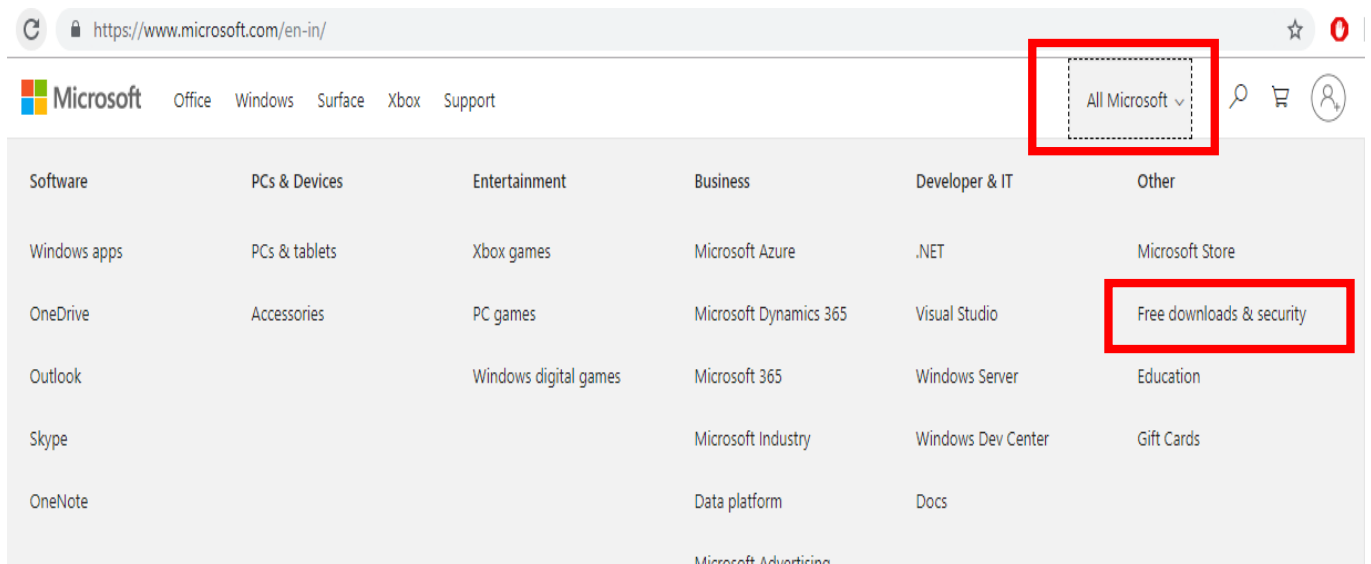 https://www.microsoft.com/en-in/
Microsoft Office Windows Surface Xbox Support All Microsoft
Software PCs & Devices Entertainment Business Developer & IT Other
Windows apps PCs & tablets Xbox games Microsoft Azure .NET Microsoft Store
OneDrive Accessories PC games Microsoft Dynamics 365 Visual Studio Free downloads & security
Outlook Windows digital games Microsoft 365 Windows Server Education
Skype Microsoft Industry Windows Dev Center Gift Cards
OneNote Data platform Docs
Microsoft Advertising